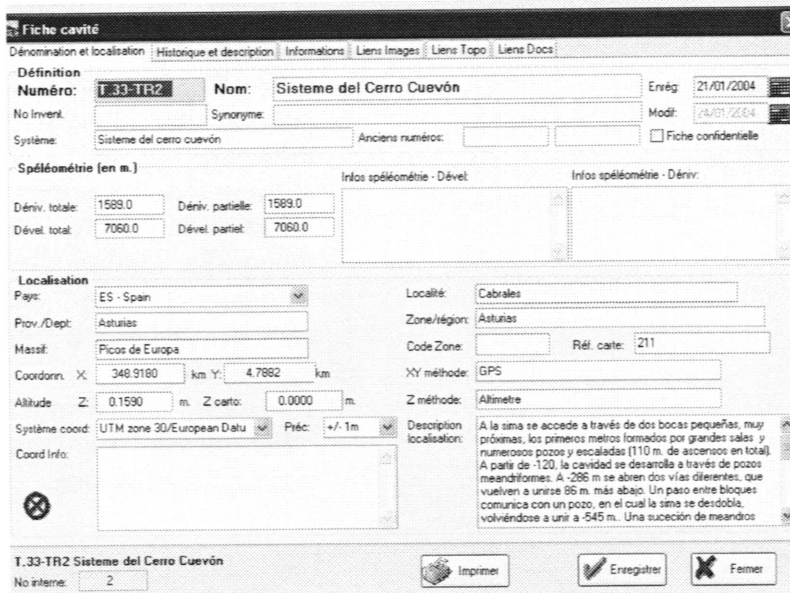 Fiche cavité
Dénomination et localisation Historique et description Informations Liens Images Liens Topo Liens Docs
Définition
Numéro: T.33-TR2 Nom: Sisteme del Cerro Cuevón Enrég: 21/01/2004
No Invent. Synonyme: Modif: 24/01/2004
Système: Sisteme del cerro cuevón Anciens numéros: Fiche confidentielle
Spéléométrie (en m.)
Infos spéléométrie - Dével: Infos spéléométrie - Déniv:
Déniv. totale: 1589.0 Déniv. partielle: 1589.0
Dével. total: 7060.0 Dével. partiel: 7060.0
Localisation
Pays: ES - Spain Localité: Cabrales
Prov./Dept: Asturias Zone/région: Asturias
Massif: Picos de Europa Code Zone: Réf. carte: 211
Coordonn. X: 348.9180 km Y: 4.7882 km XY méthode: GPS
Altitude Z: 0.1590 m. Z carto: 0.0000 m. Z méthode: Altimetre
Système coord: UTM zone 30/European Datu Préc: +/- 1m Description localisation:
Coord Info:
A la sima se accede a través de dos bocas pequeñas, muy
próximas, los primeros metros formados por grandes salas y
numerosos pozos y escaladas (110 m. de ascensos en total).
A partir de -120, la cavidad se desarrolla a través de pozos
meandriformes. A -286 m se abren dos vías diferentes, que
vuelven a unirse 86 m. más abajo. Un paso entre bloques
comunica con un pozo, en el cual la sima se desdobla,
volviéndose a unir a -545 m.. Una suceción de meandros
T.33-TR2 Sisteme del Cerro Cuevón
No interne: 2
Imprimer Enregistrer Fermer